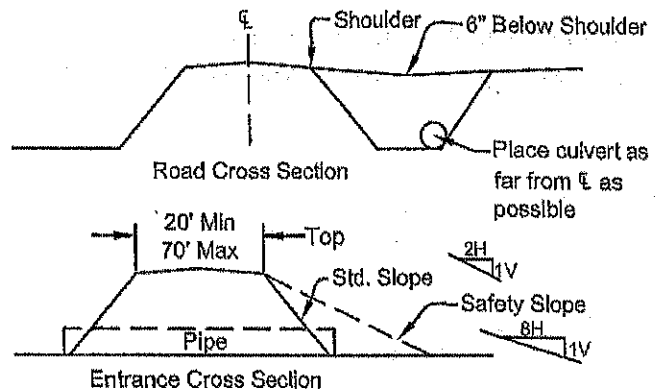 ℄
Shoulder
6" Below Shoulder
Place culvert as
far from ℄ as
possible
Road Cross Section
20' Min
70' Max
Top
2H
1V
Std. Slope
Safety Slope
8H
1V
Pipe
Entrance Cross Section